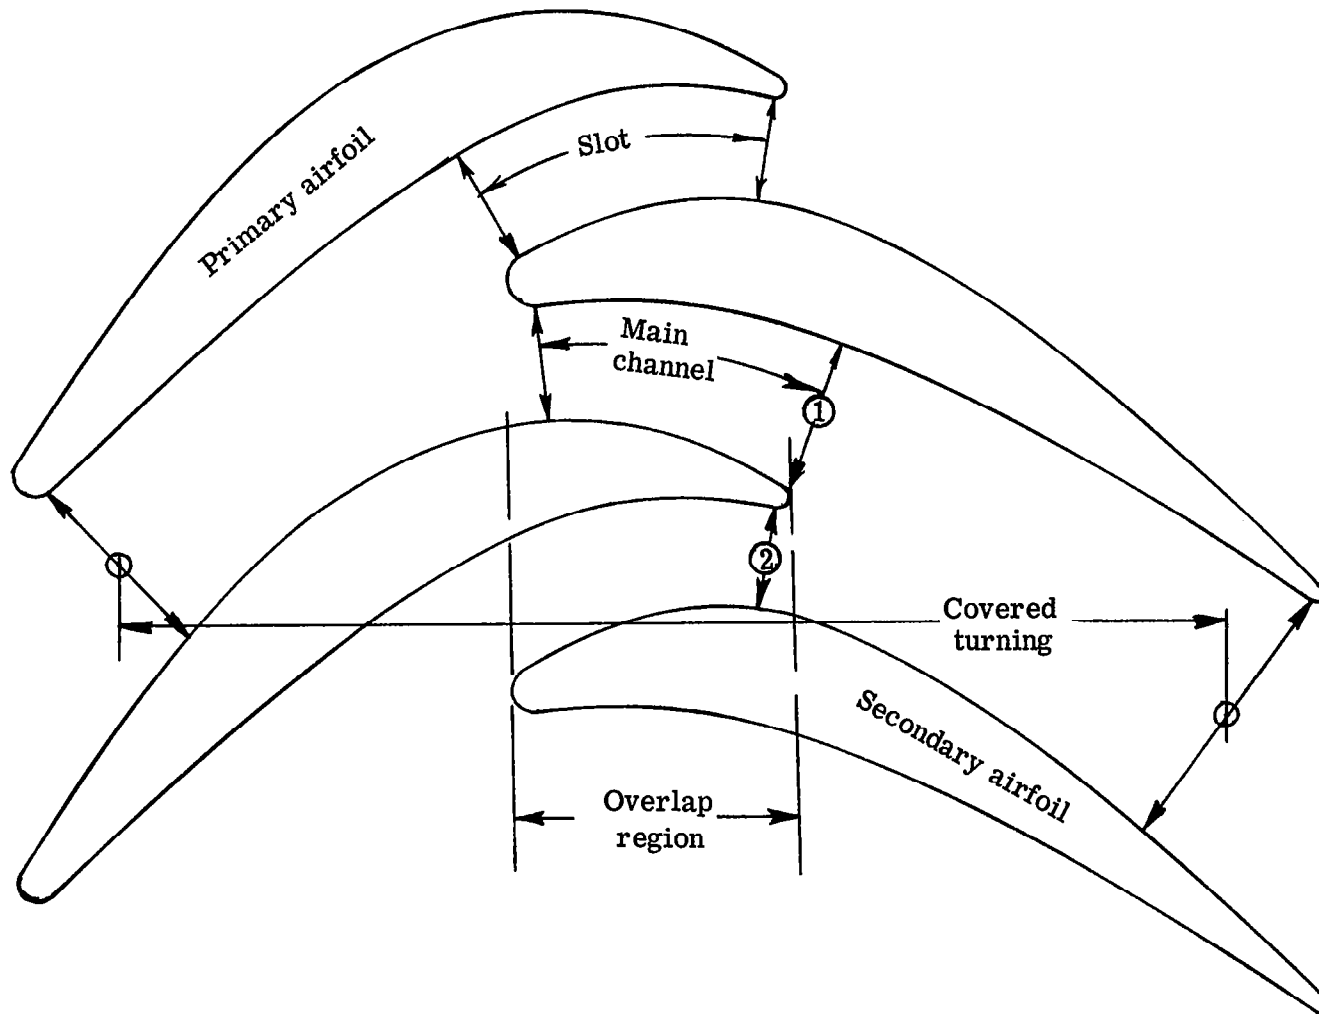 Primary airfoil
Slot
Main
channel
①
②
Covered
turning
Secondary airfoil
Overlap
region